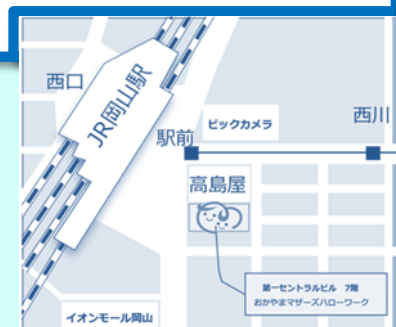 西口
JR岡山駅
駅前
ビックカメラ
西川
高島屋
第一セントラルビル 7階
おかやまマザーズハローワーク
イオンモール岡山